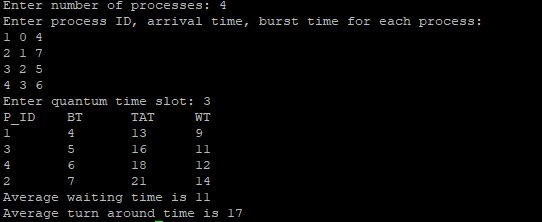 Enter number of processes: 4
Enter process ID, arrival time, burst time for each process:
1 0 4
2 1 7
3 2 5
4 3 6
Enter quantum time slot: 3
P_ID BT TAT WT
1 4 13 9
3 5 16 11
4 6 18 12
2 7 21 14
Average waiting time is 11
Average turn around time is 17